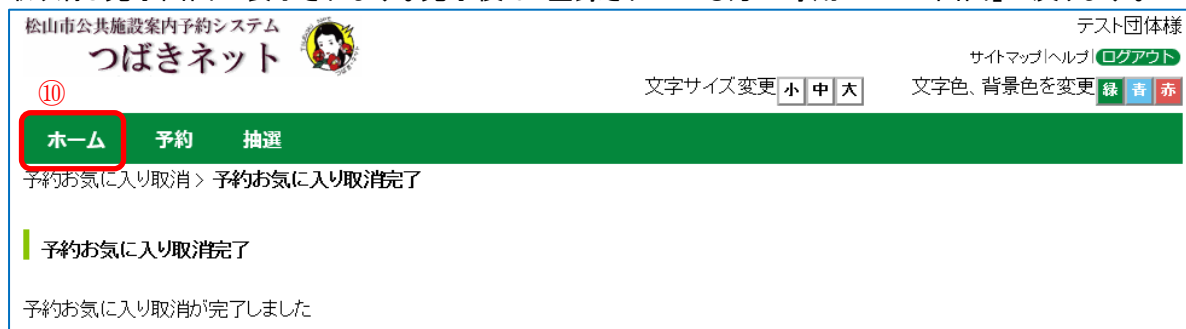 松山市公共施設案内予約システム
つばきネット
テスト団体様
サイトマップ|ヘルプ|ログアウト
文字サイズ変更 小 中 大 文字色、背景色を変更 緑 青 赤
⑩
ホーム 予約 抽選
予約お気に入り取消 > 予約お気に入り取消完了
予約お気に入り取消完了
予約お気に入り取消が完了しました